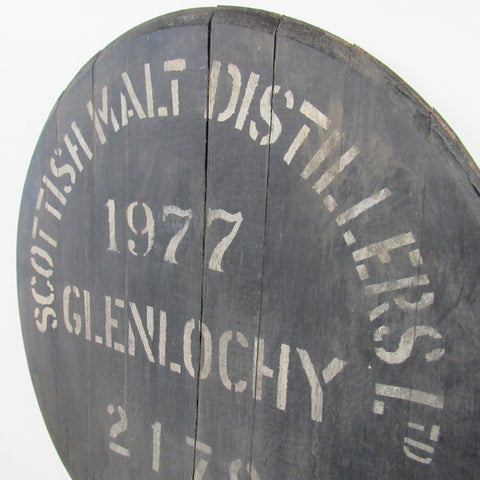 SCOTTISH MALT DISTILLERS LTD
1977
GLENLOCHY